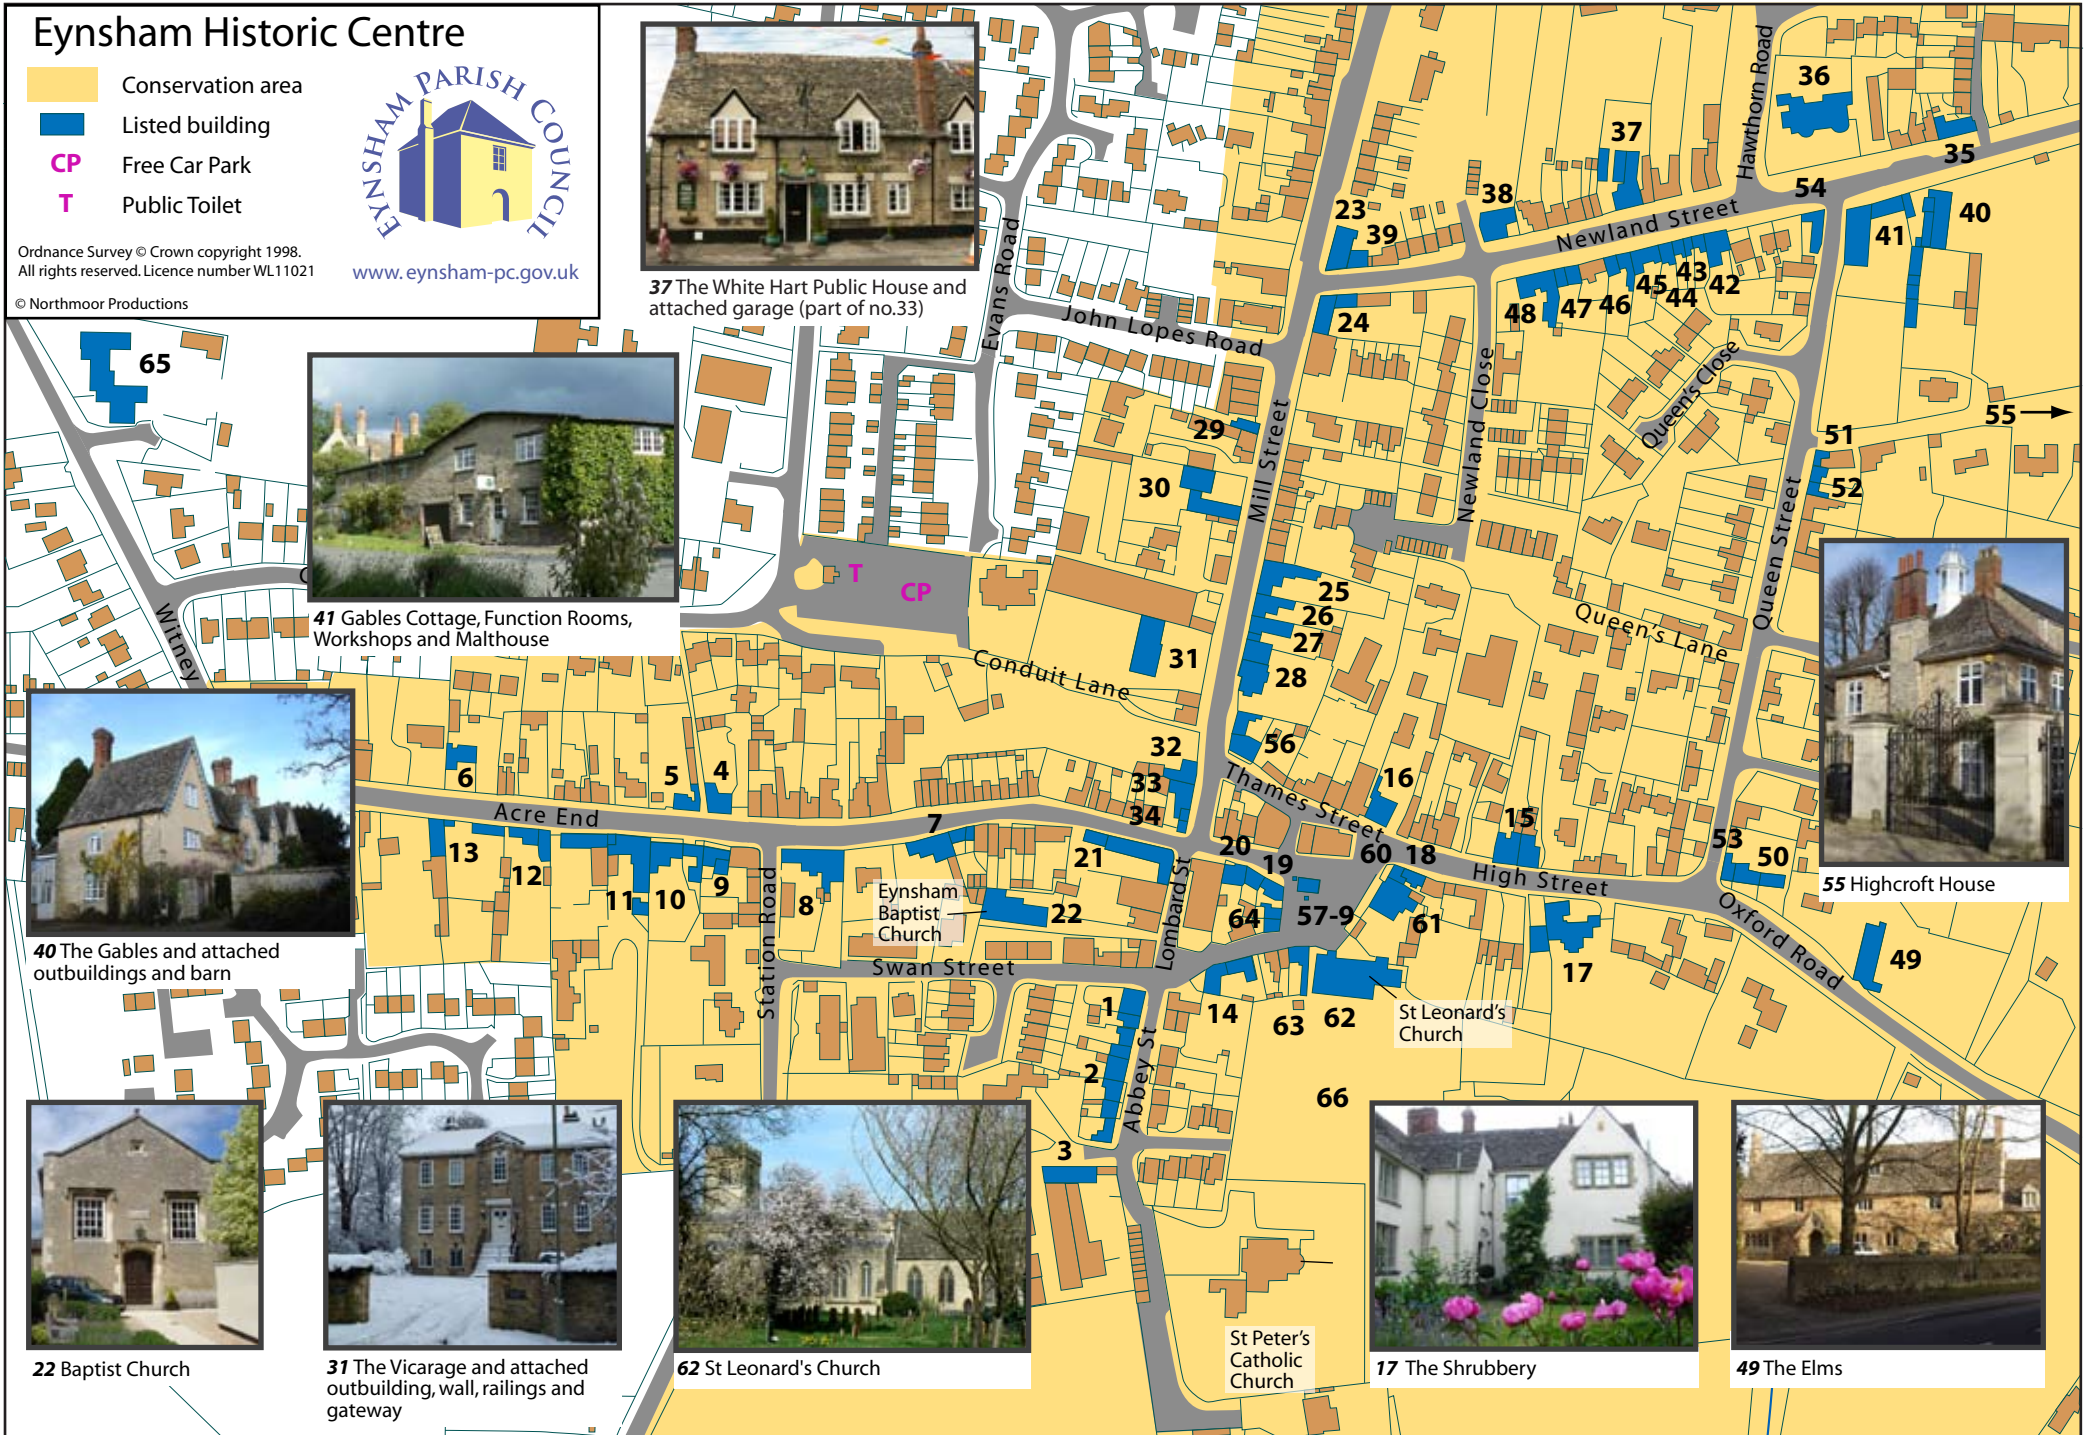 Eynsham Historic Centre
Conservation area
Listed building
CP Free Car Park
T Public Toilet
EYNSHAM PARISH COUNCIL
www.eynsham-pc.gov.uk
Ordnance Survey © Crown copyright 1998.
All rights reserved. Licence number WL11021
© Northmoor Productions
37 The White Hart Public House and
attached garage (part of no.33)
Evans Road
John Lopes Road
Hawthorn Road
36
37
35
38
54
23
39
Newland Street
40
41
43
45
42
44
46
47
48
24
65
Newland Close
Queen's Close
55
29
51
52
30
Mill Street
Queen Street
41 Gables Cottage, Function Rooms,
Workshops and Malthouse
T
CP
Witney
25
26
27
28
Queen's Lane
31
Conduit Lane
55 Highcroft House
40 The Gables and attached
outbuildings and barn
6
5
4
32
33
34
56
Thames Street
16
15
Acre End
7
13
12
11
10
9
8
Station Road
21
20
19
60
18
High Street
53
50
Eynsham
Baptist
Church
22
Lombard St
64
57-9
61
17
Oxford Road
49
Swan Street
1
2
3
Abbey St
14
63
62
St Leonard's
Church
66
St Peter's
Catholic
Church
22 Baptist Church
31 The Vicarage and attached
outbuilding, wall, railings and
gateway
62 St Leonard's Church
17 The Shrubbery
49 The Elms